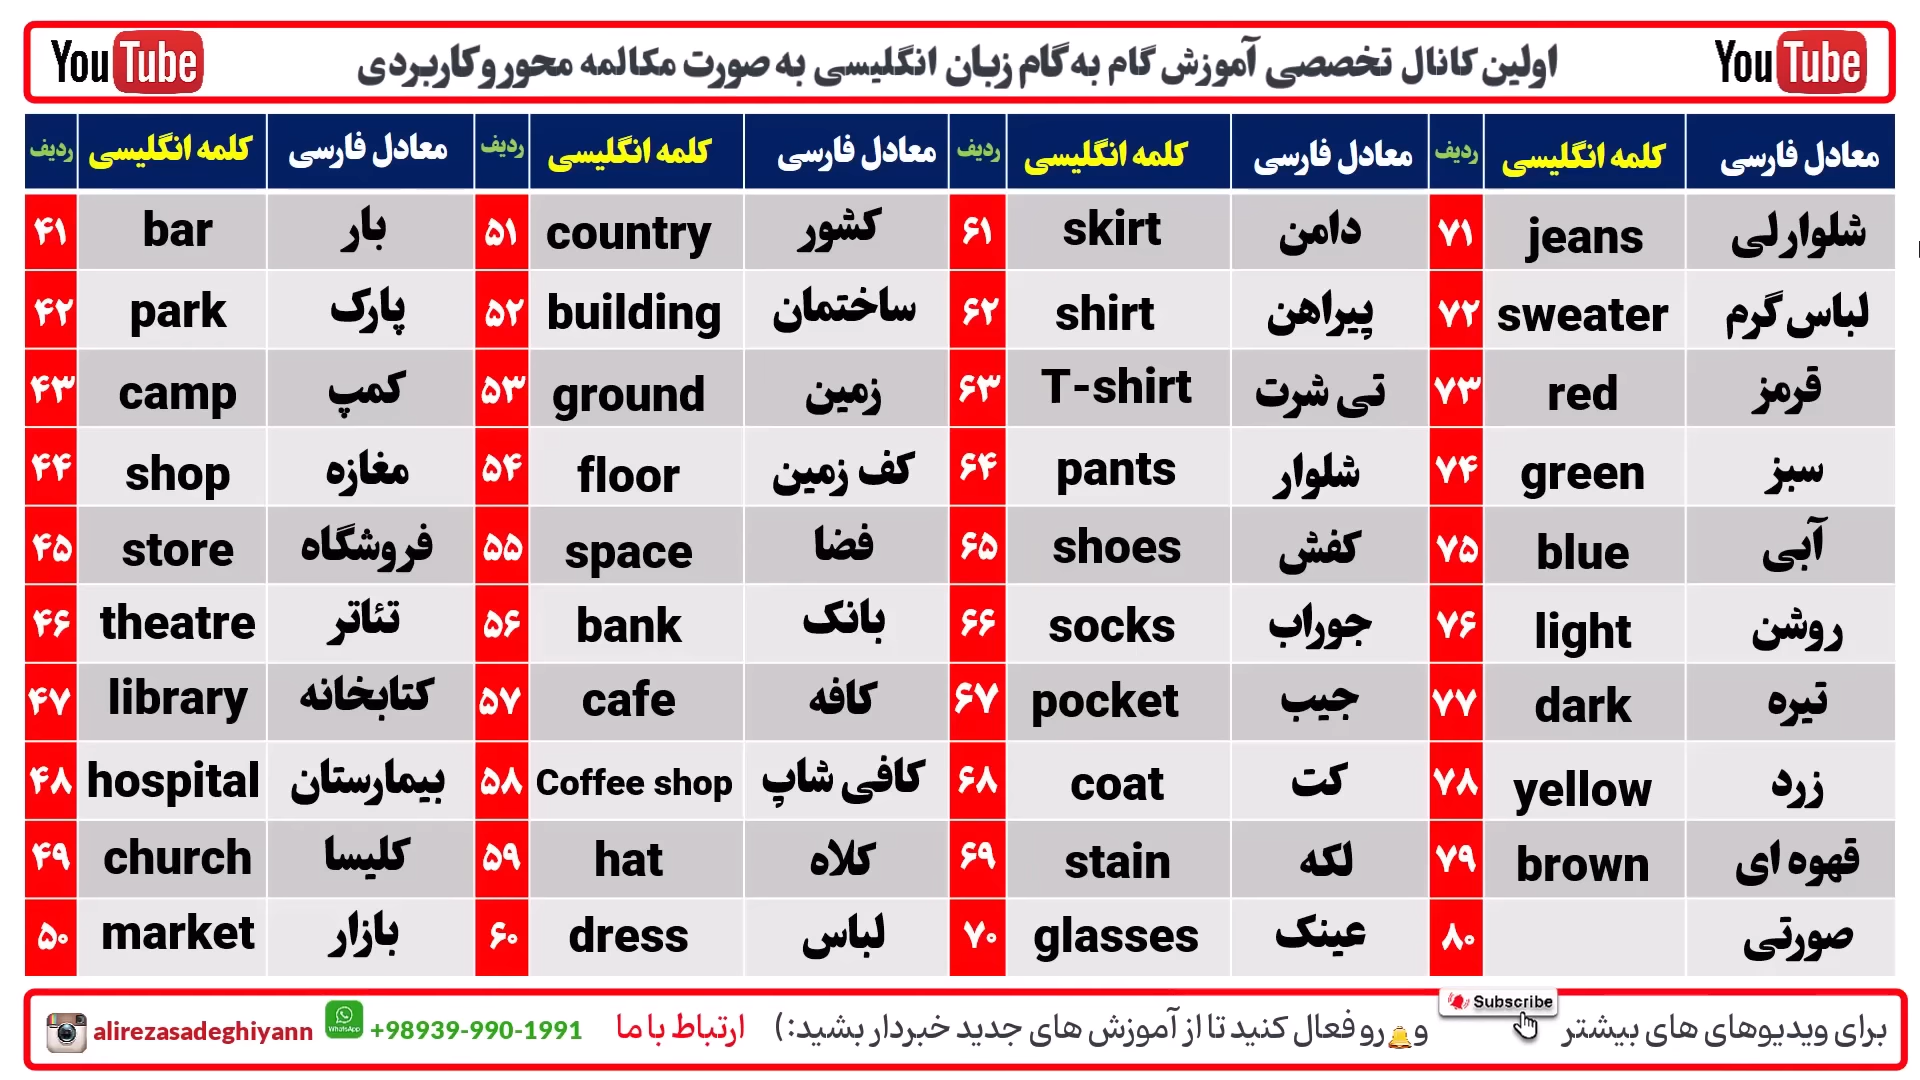 YouTube اولین کانال تخصصی آموزش گام به گام زبان انگلیسی به صورت مکالمه محور و کاربردی YouTube
ردیف کلمه انگلیسی معادل فارسی ردیف کلمه انگلیسی معادل فارسی ردیف کلمه انگلیسی معادل فارسی ردیف کلمه انگلیسی معادل فارسی
۴۱ bar بار ۵۱ country کشور ۶۱ skirt دامن ۷۱ jeans شلوار لی
۴۲ park پارک ۵۲ building ساختمان ۶۲ shirt پیراهن ۷۲ sweater لباس گرم
۴۳ camp کمپ ۵۳ ground زمین ۶۳ T-shirt تی شرت ۷۳ red قرمز
۴۴ shop مغازه ۵۴ floor کف زمین ۶۴ pants شلوار ۷۴ green سبز
۴۵ store فروشگاه ۵۵ space فضا ۶۵ shoes کفش ۷۵ blue آبی
۴۶ theatre تئاتر ۵۶ bank بانک ۶۶ socks جوراب ۷۶ light روشن
۴۷ library کتابخانه ۵۷ cafe کافه ۶۷ pocket جیب ۷۷ dark تیره
۴۸ hospital بیمارستان ۵۸ Coffee shop کافی شاپ ۶۸ coat کت ۷۸ yellow زرد
۴۹ church کلیسا ۵۹ hat کلاه ۶۹ stain لکه ۷۹ brown قهوه ای
۵۰ market بازار ۶۰ dress لباس ۷۰ glasses عینک ۸۰ صورتی
برای ویدیوهای های بیشتر Subscribe و رو فعال کنید تا از آموزش های جدید خبردار بشید:) ارتباط با ما +98939-990-1991 WhatsApp alirezasadeghiyann